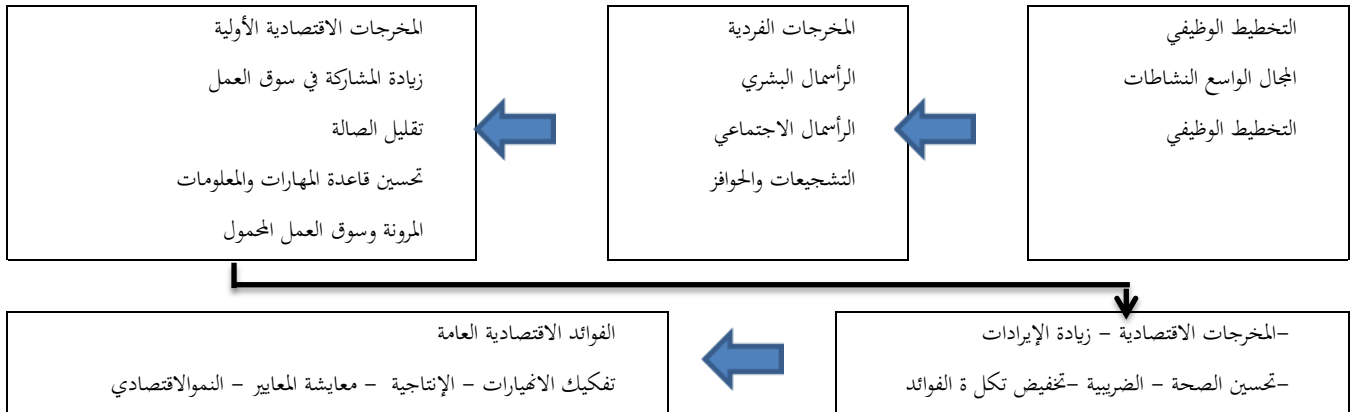 التخطيط الوظيفي
المجال الواسع النشاطات
التخطيط الوظيفي
المخرجات الفردية
الرأسمال البشري
الرأسمال الاجتماعي
التشجيعات والحوافز
المخرجات الاقتصادية الأولية
زيادة المشاركة في سوق العمل
تقليل الصالة
تحسين قاعدة المهارات والمعلومات
المرونة وسوق العمل المحمول
–المخرجات الاقتصادية – زيادة الإيرادات
–تحسين الصحة – الضريبية –تخفيض تكل ة الفوائد
الفوائد الاقتصادية العامة
تفكيك الانهيارات – الإنتاجية – معايشة المعايير – النموالاقتصادي